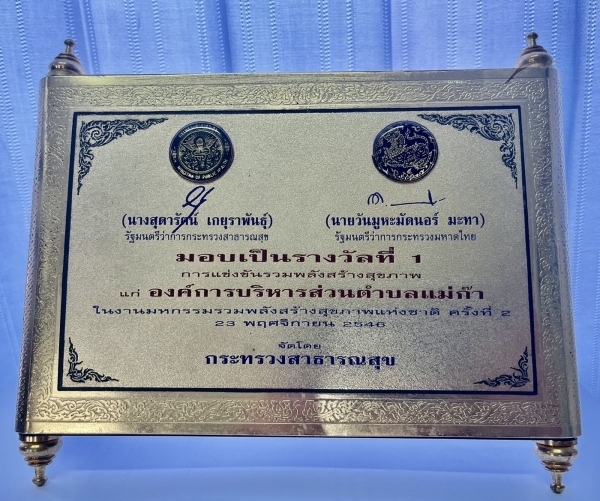 MINISTRY OF PUBLIC HEALTH
(นางสุดารัตน์ เกยุราพันธุ์) (นายวันมูหะมัดนอร์ มะทา)
รัฐมนตรีว่าการกระทรวงสาธารณสุข รัฐมนตรีว่าการกระทรวงมหาดไทย
มอบเป็นรางวัลที่ 1
การแข่งขันรวมพลังสร้างสุขภาพ
แก่ องค์การบริหารส่วนตำบลแม่ก๊า
ในงานมหกรรมรวมพลังสร้างสุขภาพแห่งชาติ ครั้งที่ 2
23 พฤศจิกายน 2546
จัดโดย
กระทรวงสาธารณสุข